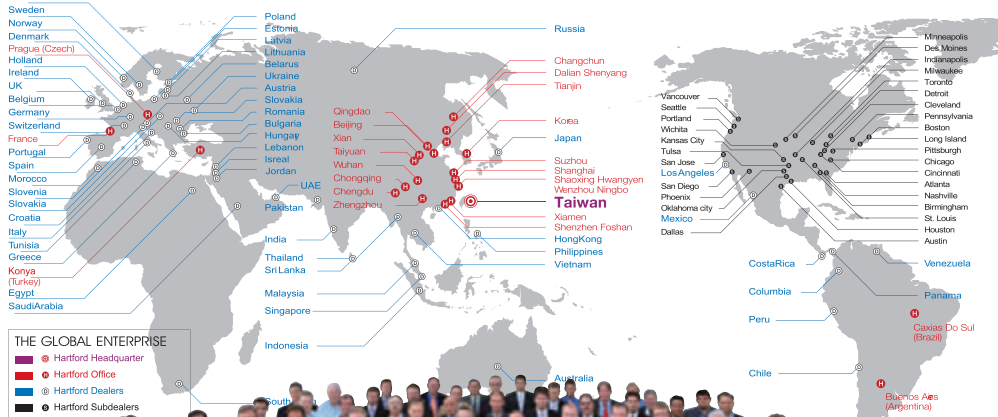 Sweden
Norway
Denmark
Prague (Czech)
Holland
Ireland
UK
Belgium
Germany
Switzerland
France
Portugal
Spain
Morocco
Slovenia
Slovakia
Croatia
Italy
Tunisia
Greece
Konya
(Turkey)
Egypt
SaudiArabia
Poland
Estonia
Latvia
Lithuania
Belarus
Ukraine
Austria
Slovakia
Romania
Bulgaria
Hungary
Lebanon
Isreal
Jordan
UAE
Pakistan
India
Thailand
Sri Lanka
Malaysia
Singapore
Indonesia
Qingdao
Beijing
Xian
Taiyuan
Wuhan
Chongqing
Chengdu
Zhengzhou
Russia
Changchun
Dalian Shenyang
Tianjin
Korea
Japan
Suzhou
Shanghai
Shaoxing Hwangyen
Wenzhou Ningbo
Taiwan
Xiamen
Shenzhen Foshan
HongKong
Philippines
Vietnam
Australia
Vancouver
Seattle
Portland
Wichita
Kansas City
Tulsa
San Jose
Los Angeles
San Diego
Phoenix
Oklahoma city
Mexico
Dallas
Minneapolis
Des Moines
Indianapolis
Milwaukee
Toronto
Detroit
Cleveland
Pennsylvania
Boston
Long Island
Pittsburgh
Chicago
Cincinnati
Atlanta
Nashville
Birmingham
St. Louis
Houston
Austin
CostaRica
Columbia
Peru
Chile
Venezuela
Panama
Caxias Do Sul
(Brazil)
Buenos Aires
(Argentina)
THE GLOBAL ENTERPRISE
Hartford Headquarter
H Hartford Office
D Hartford Dealers
S Hartford Subdealers